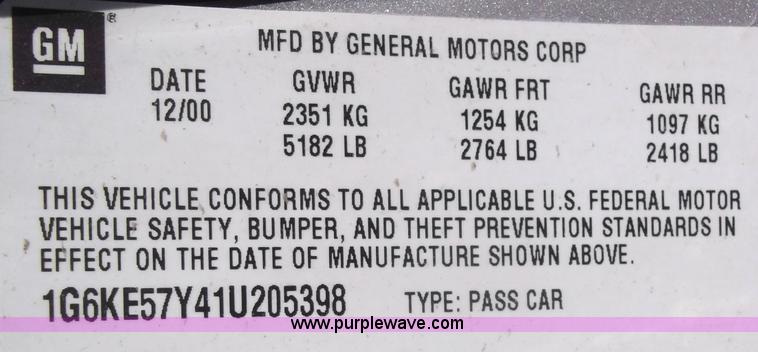 GM®
MFD BY GENERAL MOTORS CORP
DATE GVWR GAWR FRT GAWR RR
12/00 2351 KG 1254 KG 1097 KG
5182 LB 2764 LB 2418 LB
THIS VEHICLE CONFORMS TO ALL APPLICABLE U.S. FEDERAL MOTOR
VEHICLE SAFETY, BUMPER, AND THEFT PREVENTION STANDARDS IN
EFFECT ON THE DATE OF MANUFACTURE SHOWN ABOVE.
1G6KE57Y41U205398 TYPE: PASS CAR
www.purplewave.com